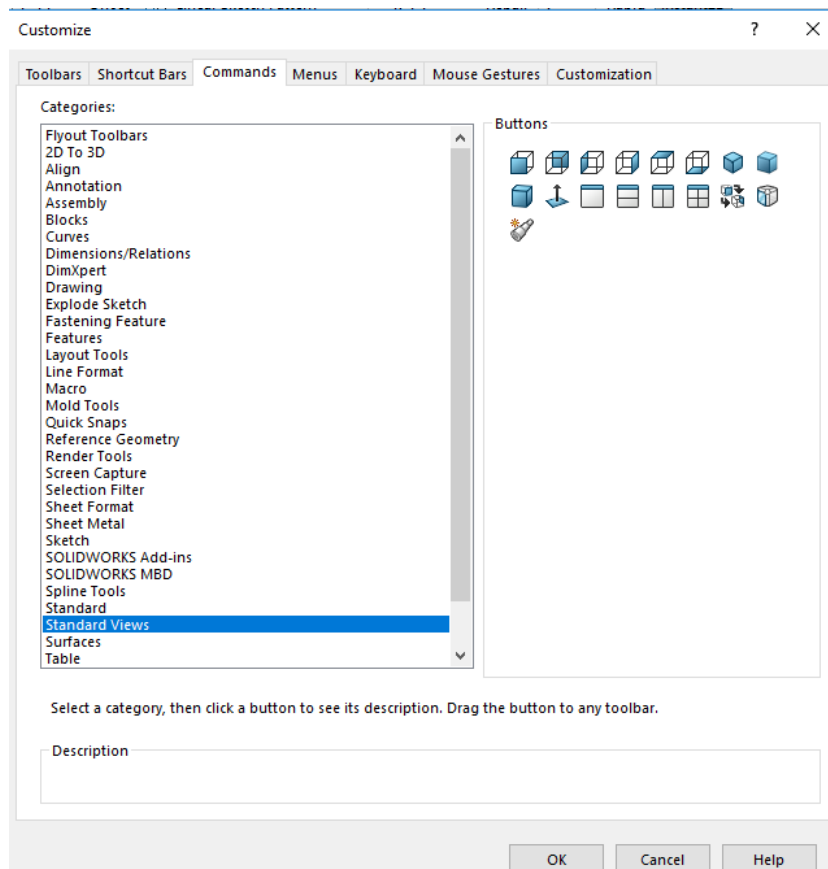 Customize
?
Toolbars Shortcut Bars Commands Menus Keyboard Mouse Gestures Customization
Categories:
Flyout Toolbars
2D To 3D
Align
Annotation
Assembly
Blocks
Curves
Dimensions/Relations
DimXpert
Drawing
Explode Sketch
Fastening Feature
Features
Layout Tools
Line Format
Macro
Mold Tools
Quick Snaps
Reference Geometry
Render Tools
Screen Capture
Selection Filter
Sheet Format
Sheet Metal
Sketch
SOLIDWORKS Add-ins
SOLIDWORKS MBD
Spline Tools
Standard
Standard Views
Surfaces
Table
Buttons
Select a category, then click a button to see its description. Drag the button to any toolbar.
Description
OK Cancel Help